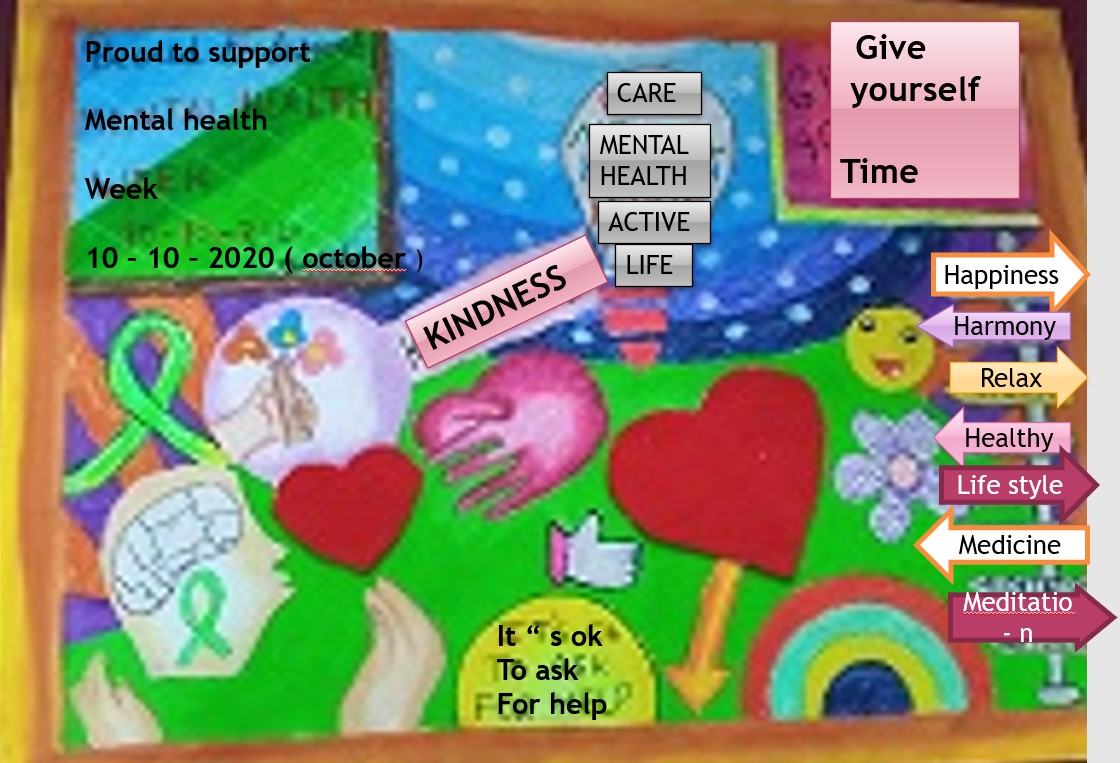 Proud to support
Mental health
Week
10 – 10 – 2020 ( october )
CARE
MENTAL
HEALTH
ACTIVE
LIFE
KINDNESS
Give
yourself
Time
Happiness
Harmony
Relax
Healthy
Life style
Medicine
Meditatio
- n
It “ s ok
To ask
For help